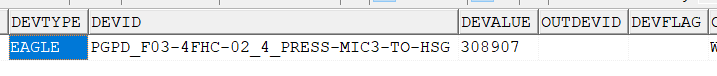 DEVTYPE DEVID DEVALUE OUTDEVID DEVFLAG
EAGLE PGPD_F03-4FHC-02_4_PRESS-MIC3-TO-HSG 308907